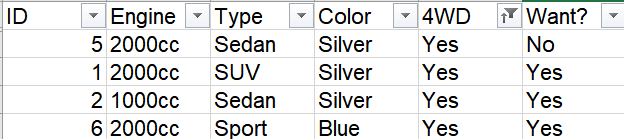 ID Engine Type Color 4WD Want?
5 2000cc Sedan Silver Yes No
1 2000cc SUV Silver Yes Yes
2 1000cc Sedan Silver Yes Yes
6 2000cc Sport Blue Yes Yes